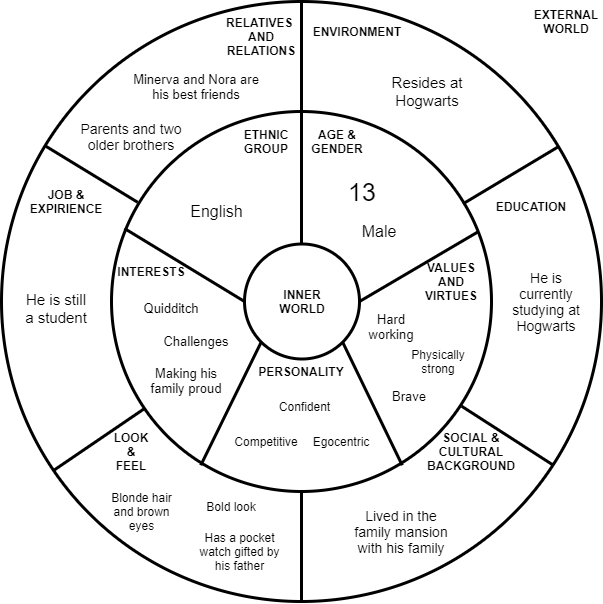 EXTERNAL
WORLD
RELATIVES
AND
RELATIONS
Minerva and Nora are
his best friends
Parents and two
older brothers
ENVIRONMENT
Resides at
Hogwarts
ETHNIC
GROUP
English
AGE &
GENDER
13
Male
JOB &
EXPIRIENCE
He is still
a student
EDUCATION
He is
currently
studying at
Hogwarts
INTERESTS
Quidditch
Challenges
Making his
family proud
INNER
WORLD
VALUES
AND
VIRTUES
Hard
working
Physically
strong
Brave
PERSONALITY
Confident
Competitive
Egocentric
LOOK
&
FEEL
Blonde hair
and brown
eyes
Bold look
Has a pocket
watch gifted by
his father
SOCIAL &
CULTURAL
BACKGROUND
Lived in the
family mansion
with his family